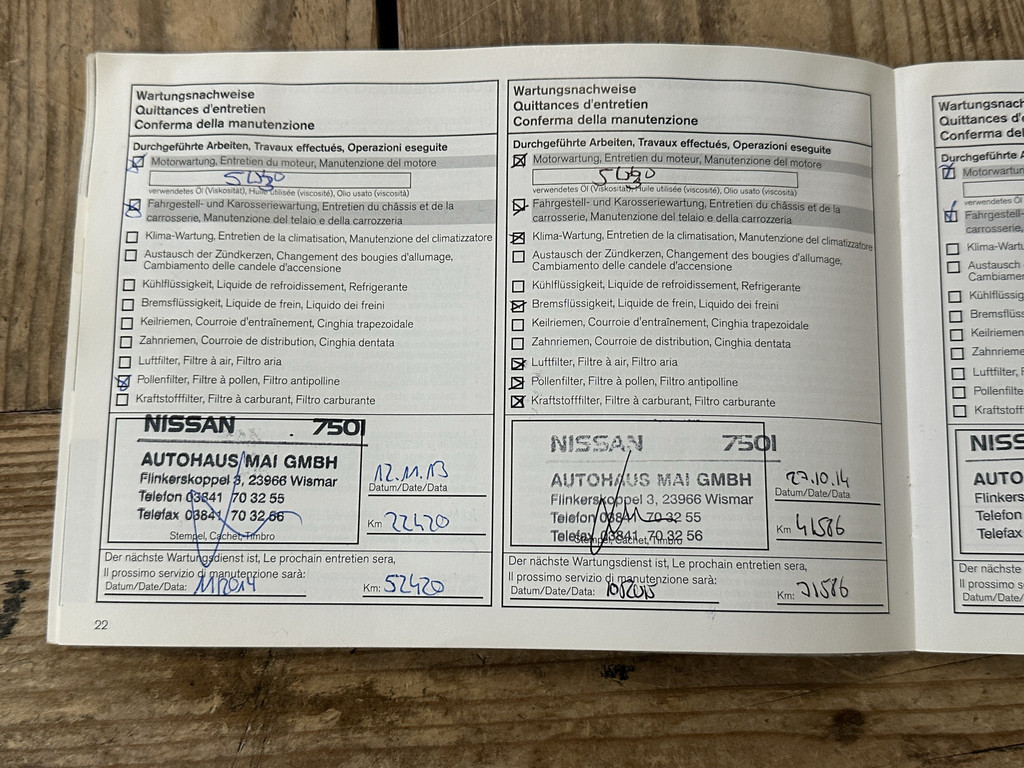 Wartungsnachweise
Quittances d'entretien
Conferma della manutenzione
Durchgeführte Arbeiten, Travaux effectués, Operazioni eseguite
Motorwartung, Entretien du moteur, Manutenzione del motore
5W30
verwendetes Öl (Viskosität), Huile utilisée (viscosité), Olio usato (viscosità)
Fahrgestell- und Karosseriewartung, Entretien du châssis et de la
carrosserie, Manutenzione del telaio e della carrozzeria
Klima-Wartung, Entretien de la climatisation, Manutenzione del climatizzatore
Austausch der Zündkerzen, Changement des bougies d'allumage,
Cambiamento delle candele d'accensione
Kühlflüssigkeit, Liquide de refroidissement, Refrigerante
Bremsflüssigkeit, Liquide de frein, Liquido dei freini
Keilriemen, Courroie d'entraînement, Cinghia trapezoidale
Zahnriemen, Courroie de distribution, Cinghia dentata
Luftfilter, Filtre à air, Filtro aria
Pollenfilter, Filtre à pollen, Filtro antipolline
Kraftstofffilter, Filtre à carburant, Filtro carburante
NISSAN 7501
AUTOHAUS MAI GMBH
Flinkerskoppel 3, 23966 Wismar
Telefon 03841 70 32 55
Telefax 03841 70 32 56
Stempel, Cachet, Timbro
12.11.13
Datum/Date/Data
Km 22420
Der nächste Wartungsdienst ist, Le prochain entretien sera,
Il prossimo servizio di manutenzione sarà:
Datum/Date/Data: 11/2014 Km: 52420
22
Wartungsnachweise
Quittances d'entretien
Conferma della manutenzione
Durchgeführte Arbeiten, Travaux effectués, Operazioni eseguite
Motorwartung, Entretien du moteur, Manutenzione del motore
5W30
verwendetes Öl (Viskosität), Huile utilisée (viscosité), Olio usato (viscosità)
Fahrgestell- und Karosseriewartung, Entretien du châssis et de la
carrosserie, Manutenzione del telaio e della carrozzeria
Klima-Wartung, Entretien de la climatisation, Manutenzione del climatizzatore
Austausch der Zündkerzen, Changement des bougies d'allumage,
Cambiamento delle candele d'accensione
Kühlflüssigkeit, Liquide de refroidissement, Refrigerante
Bremsflüssigkeit, Liquide de frein, Liquido dei freini
Keilriemen, Courroie d'entraînement, Cinghia trapezoidale
Zahnriemen, Courroie de distribution, Cinghia dentata
Luftfilter, Filtre à air, Filtro aria
Pollenfilter, Filtre à pollen, Filtro antipolline
Kraftstofffilter, Filtre à carburant, Filtro carburante
NISSAN 7501
AUTOHAUS MAI GMBH
Flinkerskoppel 3, 23966 Wismar
Telefon 03841 70 32 55
Telefax 03841 70 32 56
Stempel, Cachet, Timbro
27.10.14
Datum/Date/Data
Km 41586
Der nächste Wartungsdienst ist, Le prochain entretien sera,
Il prossimo servizio di manutenzione sarà:
Datum/Date/Data: 10/2015 Km: 71586
Wartungsnach
Quittances d'e
Conferma della
Durchgeführte A
Motorwart
verwendetes Öl
Fahrgestel
carrosserie,
Klima-Wartu
Austausch
Cambiame
Kühlflüssig
Bremsflüss
Keilriemen
Zahnriemen
Luftfilter, F
Pollenfilter
Kraftstoff
NISS
AUTO
Flinkers
Telefon
Telefax
Der nächste
Il prossimo
Datum/Date/